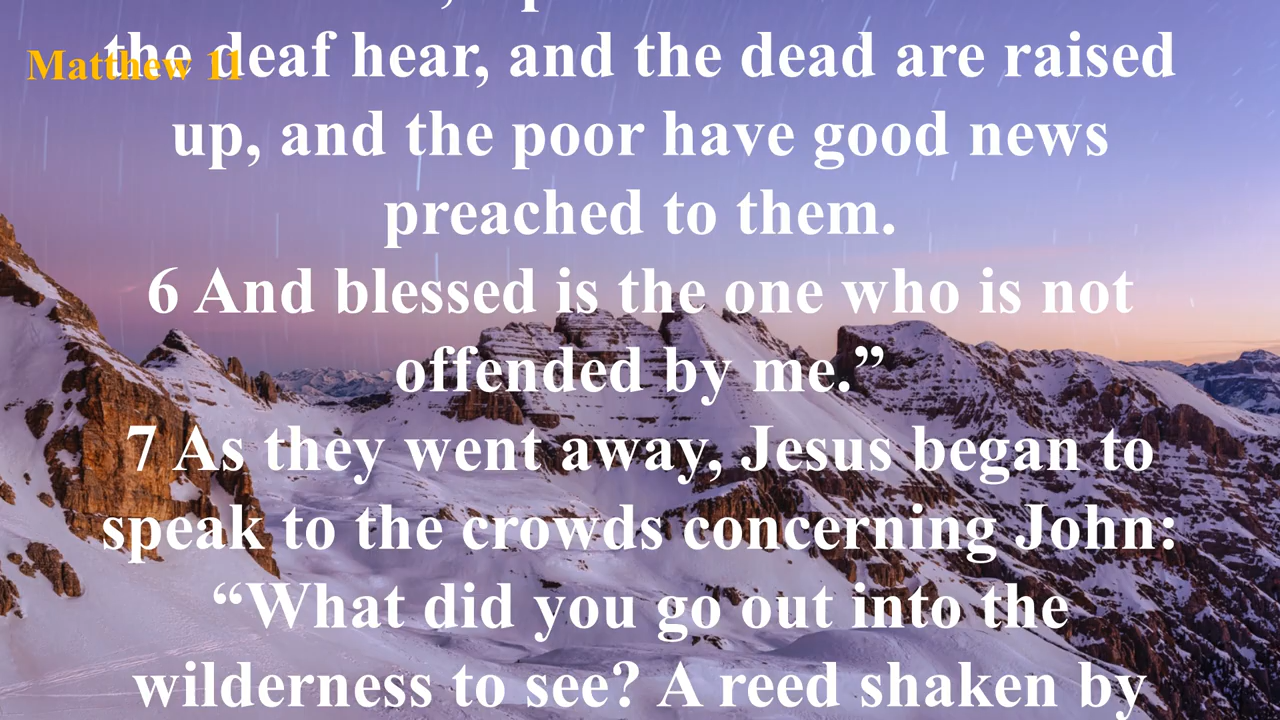 Matthew 11
the deaf hear, and the dead are raised
up, and the poor have good news
preached to them.
6 And blessed is the one who is not
offended by me.”
7 As they went away, Jesus began to
speak to the crowds concerning John:
“What did you go out into the
wilderness to see? A reed shaken by